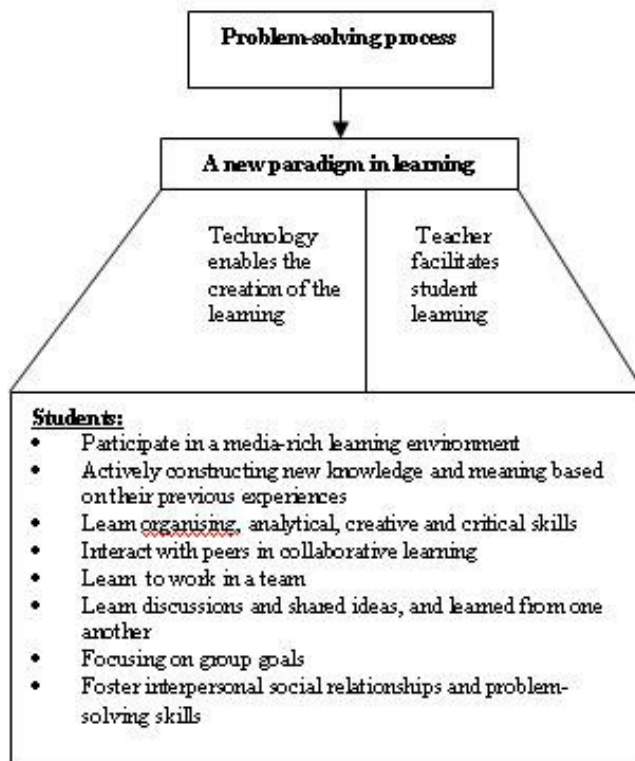 Problem-solving process
A new paradigm in learning
Technology
enables the
creation of the
learning
Teacher
facilitates
student
learning
Students:
• Participate in a media-rich learning environment
• Actively constructing new knowledge and meaning based
on their previous experiences
• Learn organising, analytical, creative and critical skills
• Interact with peers in collaborative learning
• Learn to work in a team
• Learn discussions and shared ideas, and learned from one
another
• Focusing on group goals
• Foster interpersonal social relationships and problem-
solving skills